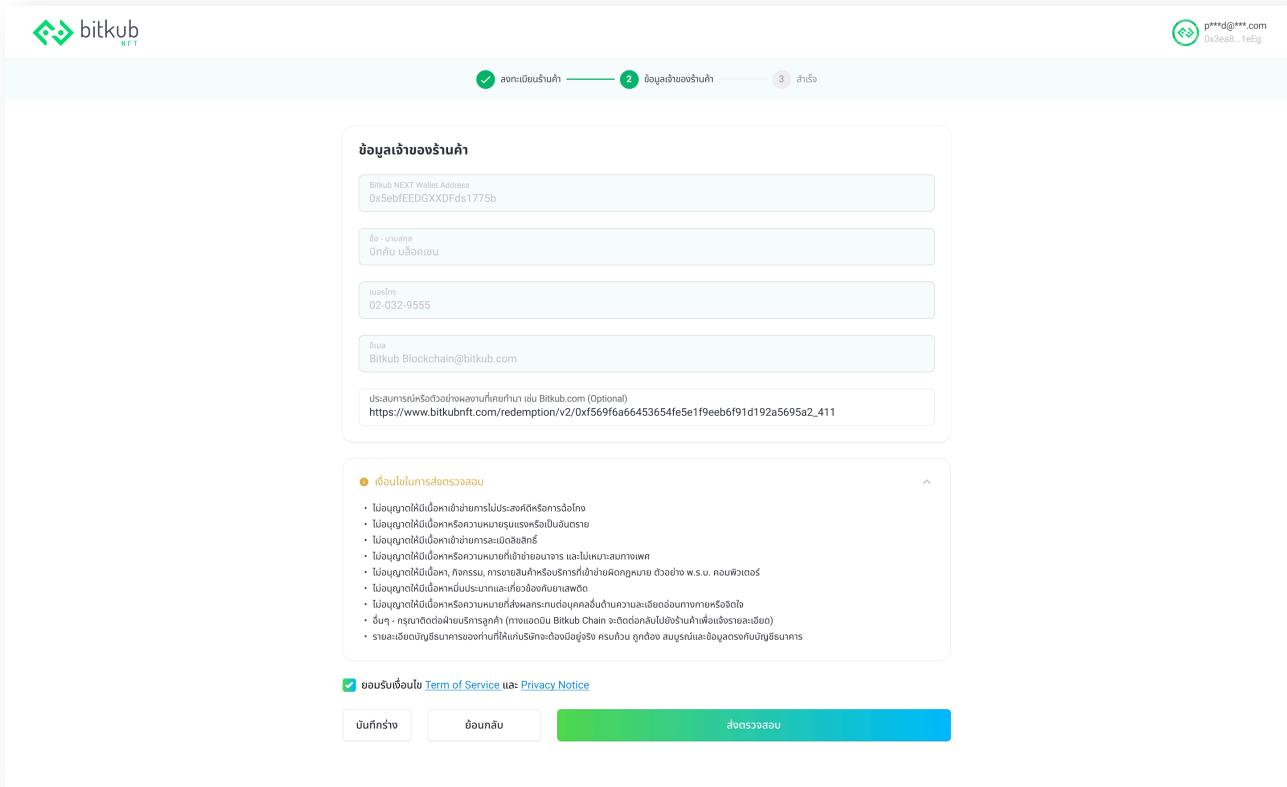 bitkub
NFT
p***d@***.com
0x3ea8...1eEg
ลงทะเบียนร้านค้า
2 ข้อมูลเจ้าของร้านค้า
3 สำเร็จ
ข้อมูลเจ้าของร้านค้า
Bitkub NEXT Wallet Address
0x5ebfEEDGXXDFds1775b
ชื่อ - นามสกุล
บิทคับ บล็อคเชน
เบอร์โทร
02-032-9555
อีเมล
Bitkub Blockchain@bitkub.com
ประสบการณ์หรือตัวอย่างผลงานที่เคยทำมา เช่น Bitkub.com (Optional)
https://www.bitkubnft.com/redemption/v2/0xf569f6a66453654fe5e1f9eeb6f91d192a5695a2_411
เงื่อนไขในการส่งตรวจสอบ
• ไม่อนุญาตให้มีเนื้อหาเข้าข่ายการไม่ประสงค์ดีหรือการฉ้อโกง
• ไม่อนุญาตให้มีเนื้อหาหรือความหมายรุนแรงหรือเป็นอันตราย
• ไม่อนุญาตให้มีเนื้อหาเข้าข่ายการละเมิดลิขสิทธิ์
• ไม่อนุญาตให้มีเนื้อหาหรือความหมายที่เข้าข่ายอนาจาร และไม่เหมาะสมทางเพศ
• ไม่อนุญาตให้มีเนื้อหา, กิจกรรม, การขายสินค้าหรือบริการที่เข้าข่ายผิดกฎหมาย ตัวอย่าง พ.ร.บ. คอมพิวเตอร์
• ไม่อนุญาตให้มีเนื้อหาหมิ่นประมาทและเกี่ยวข้องกับยาเสพติด
• ไม่อนุญาตให้มีเนื้อหาหรือความหมายที่ส่งผลกระทบต่อบุคคลอื่นด้านความละเอียดอ่อนทางกายหรือจิตใจ
• อื่นๆ - กรุณาติดต่อฝ่ายบริการลูกค้า (ทางแอดมิน Bitkub Chain จะติดต่อกลับไปยังร้านค้าเพื่อแจ้งรายละเอียด)
• รายละเอียดบัญชีธนาคารของท่านที่ให้แก่บริษัทจะต้องมีอยู่จริง ครบถ้วน ถูกต้อง สมบูรณ์และข้อมูลตรงกับบัญชีธนาคาร
ยอมรับเงื่อนไข Term of Service และ Privacy Notice
บันทึกร่าง
ย้อนกลับ
ส่งตรวจสอบ